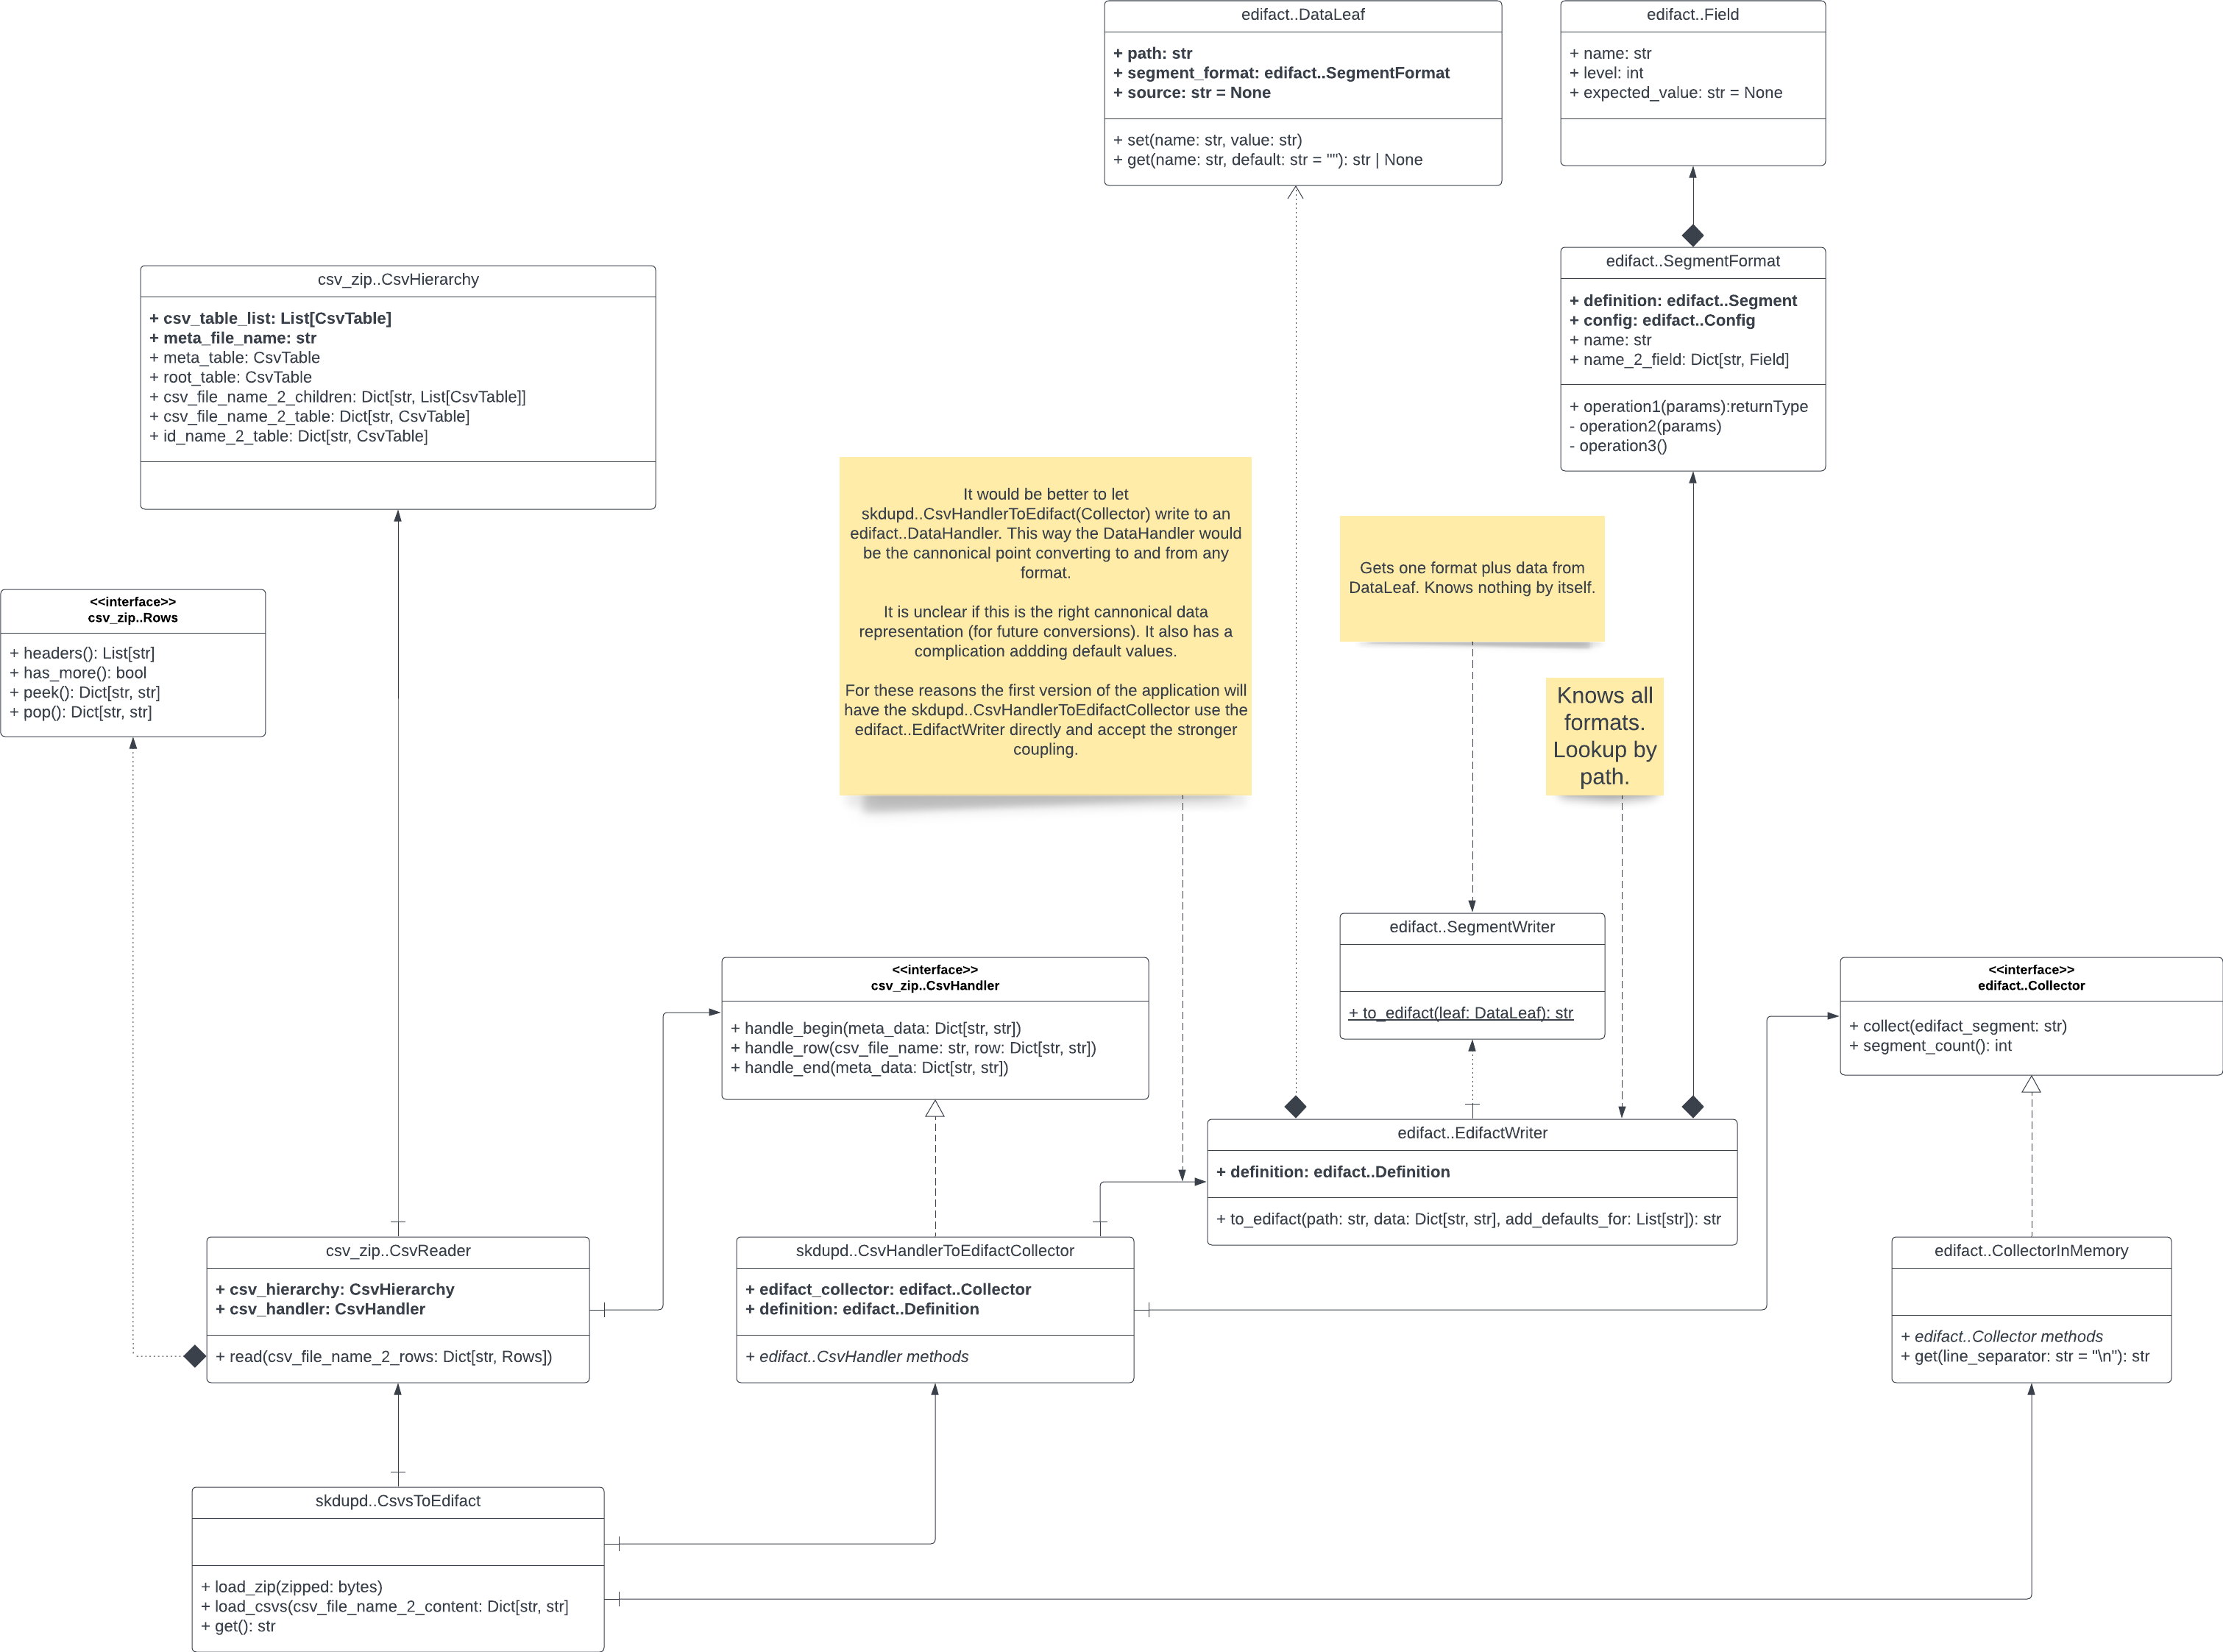 edifact..DataLeaf
+ path: str
+ segment_format: edifact..SegmentFormat
+ source: str = None
+ set(name: str, value: str)
+ get(name: str, default: str = ""): str | None
edifact..Field
+ name: str
+ level: int
+ expected_value: str = None
edifact..SegmentFormat
+ definition: edifact..Segment
+ config: edifact..Config
+ name: str
+ name_2_field: Dict[str, Field]
+ operation1(params):returnType
- operation2(params)
- operation3()
csv_zip..CsvHierarchy
+ csv_table_list: List[CsvTable]
+ meta_file_name: str
+ meta_table: CsvTable
+ root_table: CsvTable
+ csv_file_name_2_children: Dict[str, List[CsvTable]]
+ csv_file_name_2_table: Dict[str, CsvTable]
+ id_name_2_table: Dict[str, CsvTable]
It would be better to let
skdupd..CsvHandlerToEdifact(Collector) write to an
edifact..DataHandler. This way the DataHandler would
be the cannonical point converting to and from any
format.
It is unclear if this is the right cannonical data
representation (for future conversions). It also has a
complication addding default values.
For these reasons the first version of the application will
have the skdupd..CsvHandlerToEdifactCollector use the
edifact..EdifactWriter directly and accept the stronger
coupling.
Gets one format plus data from
DataLeaf. Knows nothing by itself.
Knows all
formats.
Lookup by
path.
<<interface>>
csv_zip..Rows
+ headers(): List[str]
+ has_more(): bool
+ peek(): Dict[str, str]
+ pop(): Dict[str, str]
edifact..SegmentWriter
+ to_edifact(leaf: DataLeaf): str
<<interface>>
csv_zip..CsvHandler
+ handle_begin(meta_data: Dict[str, str])
+ handle_row(csv_file_name: str, row: Dict[str, str])
+ handle_end(meta_data: Dict[str, str])
<<interface>>
edifact..Collector
+ collect(edifact_segment: str)
+ segment_count(): int
edifact..EdifactWriter
+ definition: edifact..Definition
+ to_edifact(path: str, data: Dict[str, str], add_defaults_for: List[str]): str
csv_zip..CsvReader
+ csv_hierarchy: CsvHierarchy
+ csv_handler: CsvHandler
+ read(csv_file_name_2_rows: Dict[str, Rows])
skdupd..CsvHandlerToEdifactCollector
+ edifact_collector: edifact..Collector
+ definition: edifact..Definition
+ edifact..CsvHandler methods
edifact..CollectorInMemory
+ edifact..Collector methods
+ get(line_separator: str = "\n"): str
skdupd..CsvsToEdifact
+ load_zip(zipped: bytes)
+ load_csvs(csv_file_name_2_content: Dict[str, str]
+ get(): str